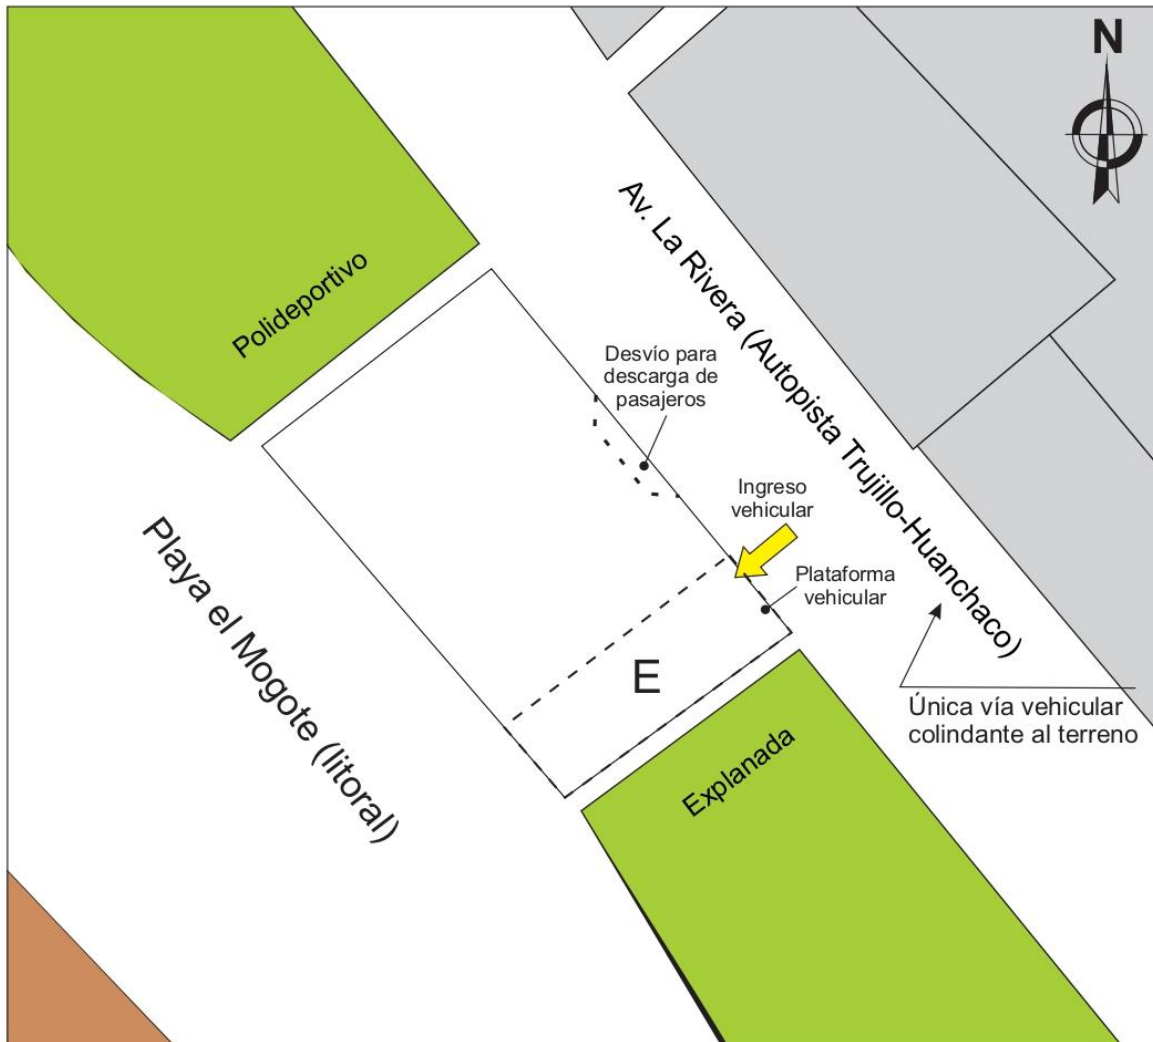 N
Av. La Rivera (Autopista Trujillo-Huanchaco)
Polideportivo
Desvío para
descarga de
pasajeros
Ingreso
vehicular
Plataforma
vehicular
Playa el Mogote (litoral)
E
Única vía vehicular
colindante al terreno
Explanada